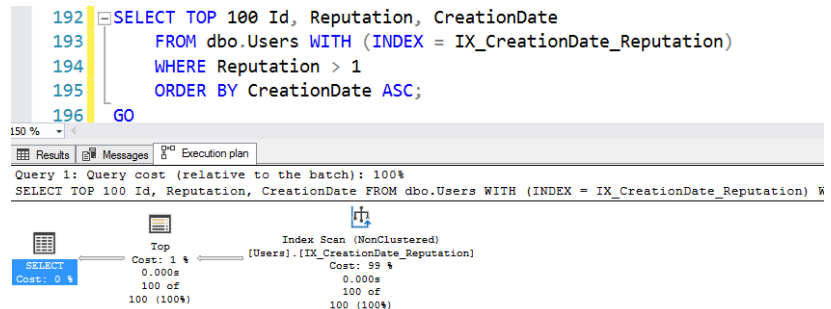 192 SELECT TOP 100 Id, Reputation, CreationDate
193 FROM dbo.Users WITH (INDEX = IX_CreationDate_Reputation)
194 WHERE Reputation > 1
195 ORDER BY CreationDate ASC;
196 GO
150 %
Results Messages Execution plan
Query 1: Query cost (relative to the batch): 100%
SELECT TOP 100 Id, Reputation, CreationDate FROM dbo.Users WITH (INDEX = IX_CreationDate_Reputation) W
SELECT
Cost: 0 %
Top
Cost: 1 %
0.000s
100 of
100 (100%)
Index Scan (NonClustered)
[Users].[IX_CreationDate_Reputation]
Cost: 99 %
0.000s
100 of
100 (100%)